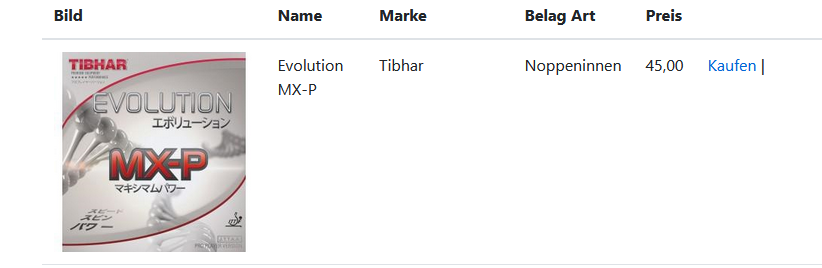 Bild Name Marke Belag Art Preis
Evolution MX-P Tibhar Noppeninnen 45,00 Kaufen |
TIBHAR
EVOLUTION
エボリューション
MX-P
マキシマムパワー
スピード
スピン
パワー